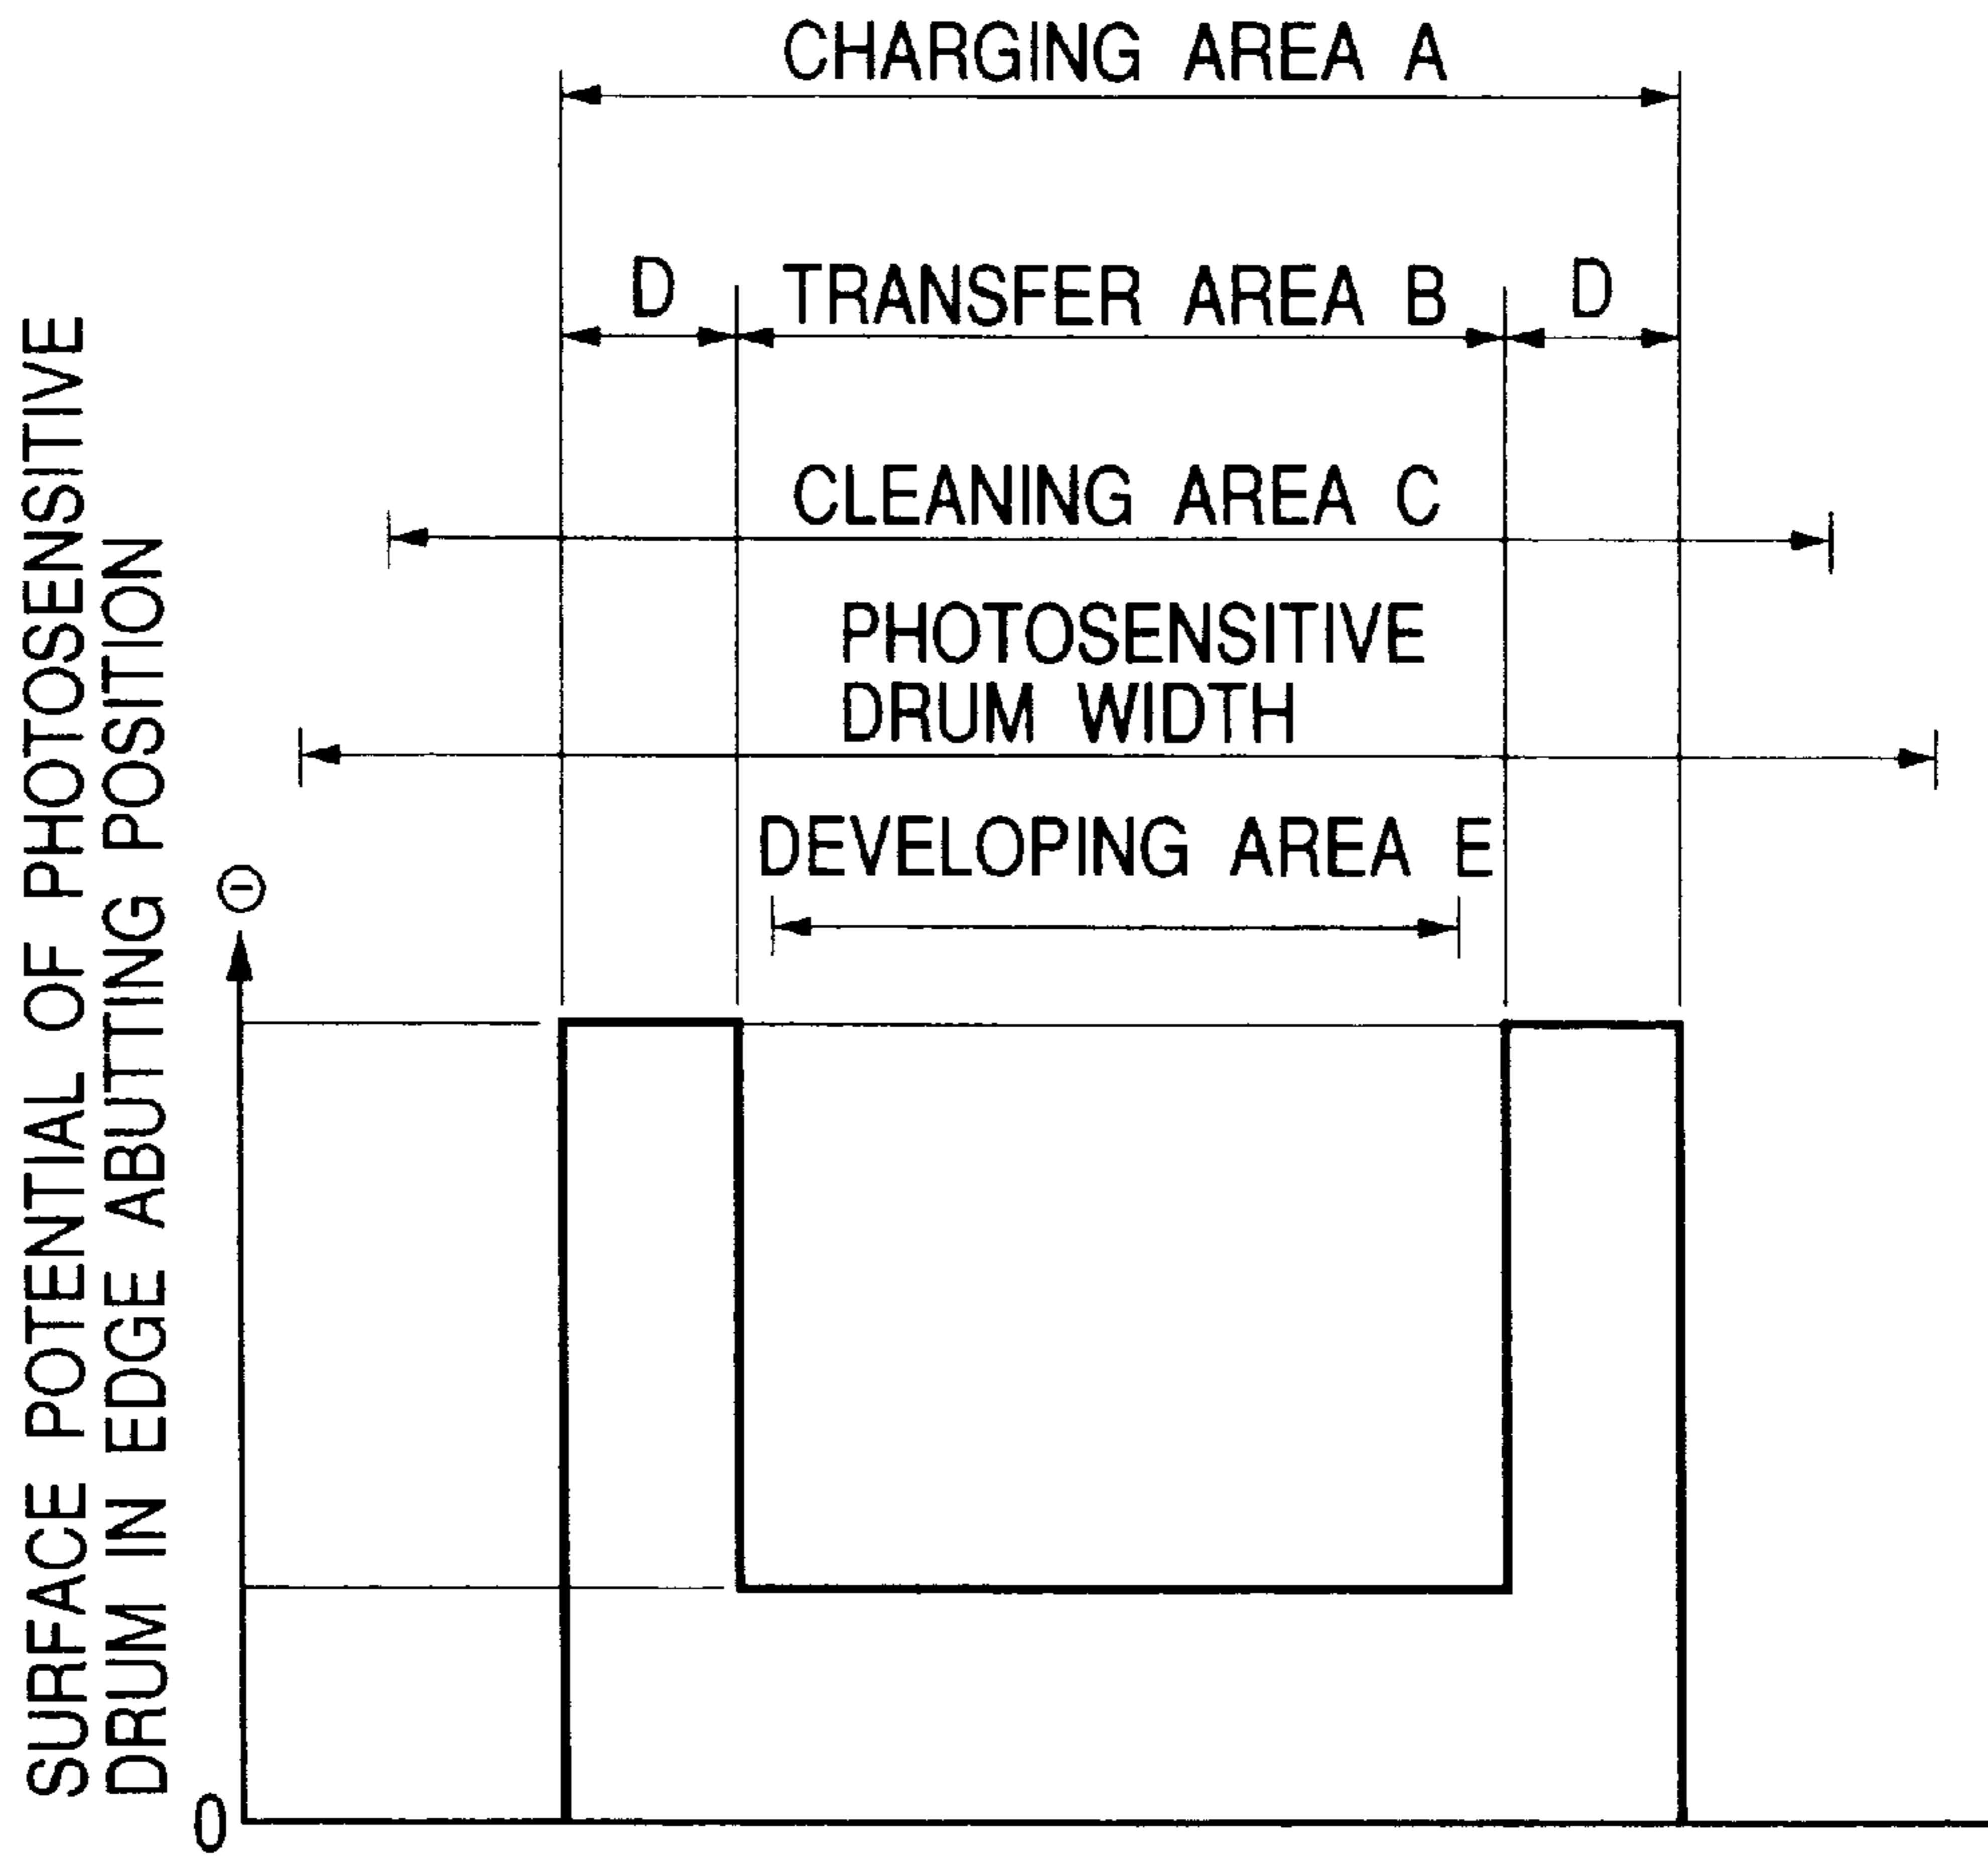 CHARGING AREA A
D TRANSFER AREA B D
CLEANING AREA C
PHOTOSENSITIVE
DRUM WIDTH
DEVELOPING AREA E
SURFACE POTENTIAL OF PHOTOSENSITIVE
DRUM IN EDGE ABUTTING POSITION
⊖
0